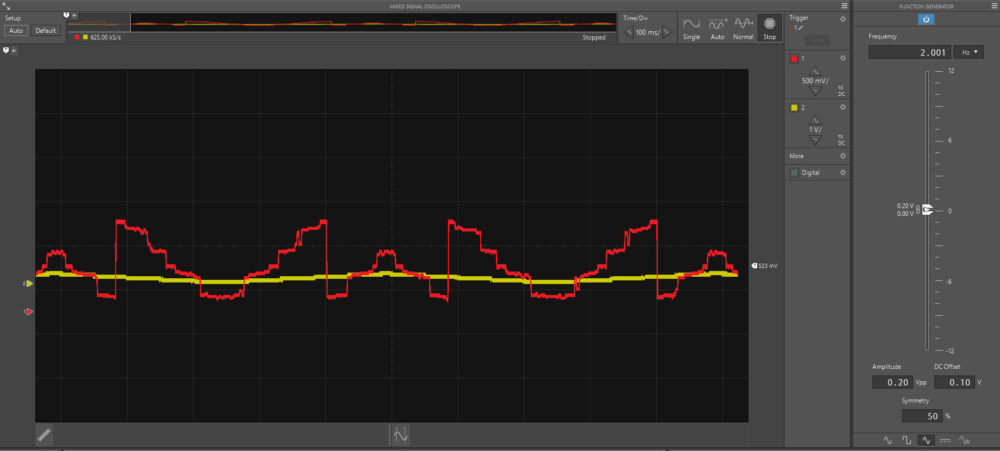 MIXED SIGNAL OSCILLOSCOPE
FUNCTION GENERATOR
Setup
Auto
Default
T
625.00 kS/s
Stopped
Time/Div
100 ms/
Single
Auto
Normal
Stop
Trigger
1
Force
T
1
500 mV/
1X
DC
2
1 V/
1X
DC
More
Digital
2
1
T 523 mV
Frequency
2.001
Hz
12
6
0.20 V
0.00 V
0
-6
-12
Amplitude
DC Offset
0.20 Vpp
0.10 V
Symmetry
50 %